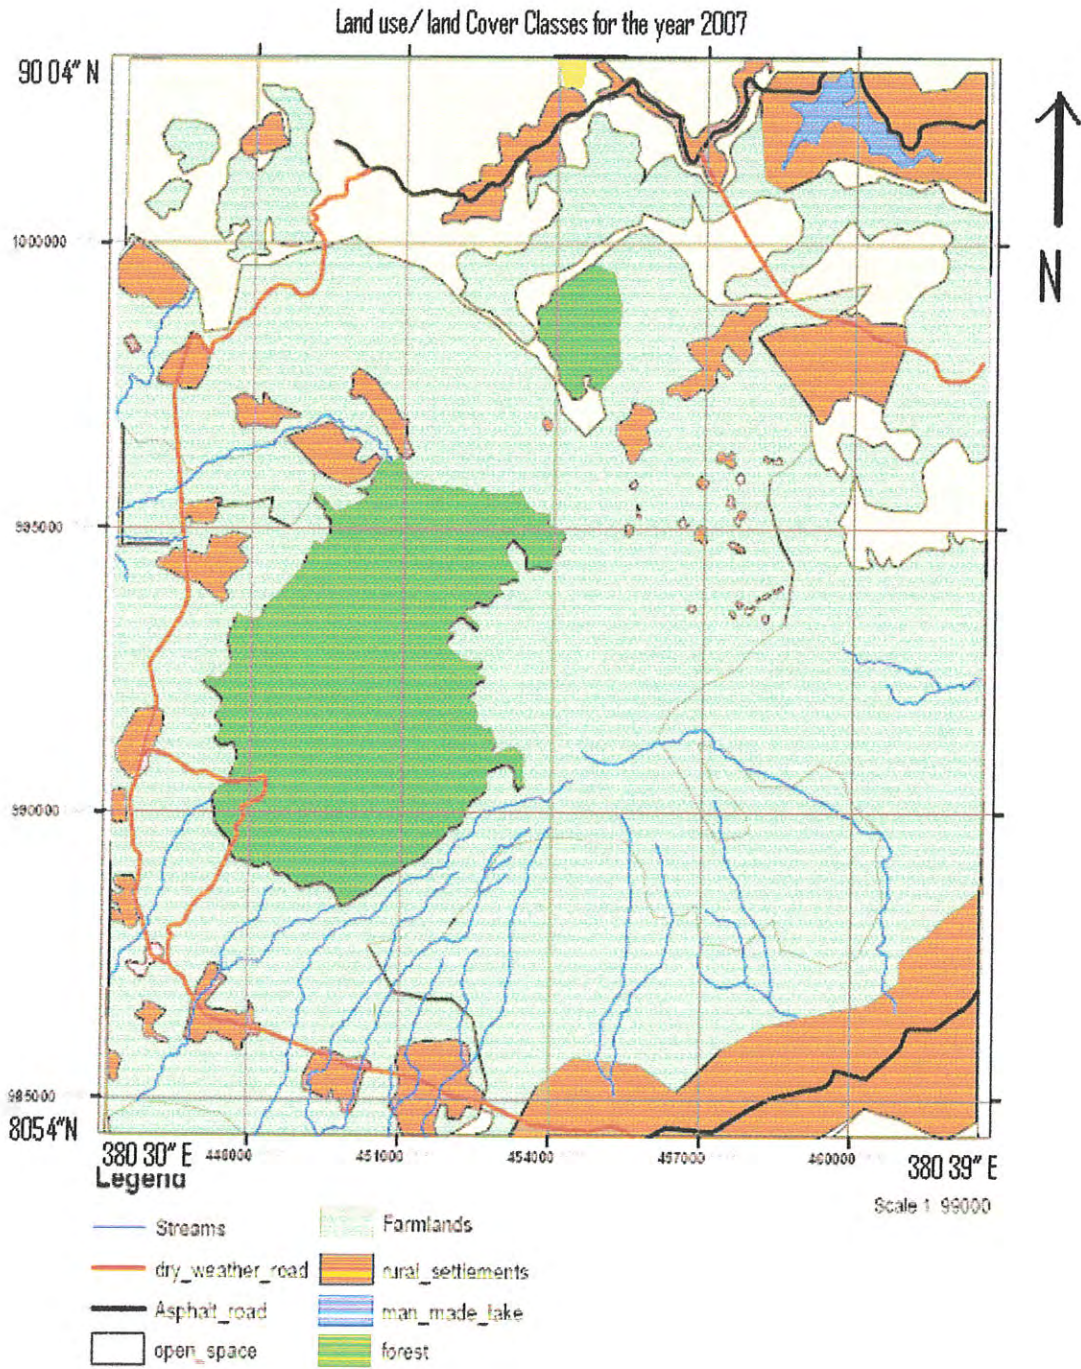 Land use/land Cover Classes for the year 2007
90 04" N
N
1000000
995000
990000
985000
8054"N
380 30" E
448000
451000
454000
457000
460000
380 39" E
Legend
Scale 1 99000
Streams
Farmlands
dry_weather_road
rural_settlements
Asphalt_road
man_made_lake
open_space
forest